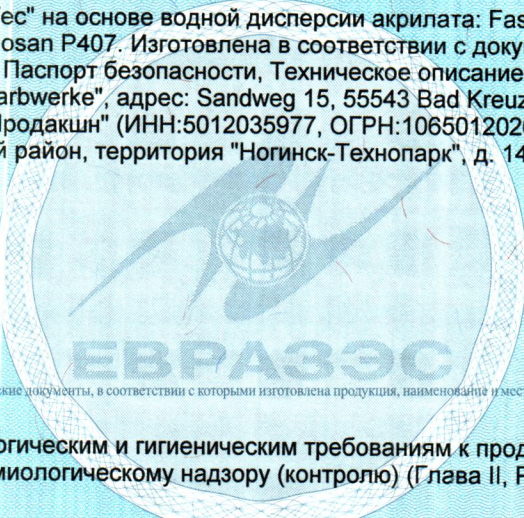 ес" на основе водной дисперсии акрилата: Fas
osan P407. Изготовлена в соответствии с доку
Паспорт безопасности, Техническое описание
arbwerke", адрес: Sandweg 15, 55543 Bad Kreuz
Продакшн" (ИНН:5012035977, ОГРН:1065012020
й район, территория "Ногинск-Технопарк", д. 14
ЕВРАЗЭС
кие документы, в соответствии с которыми изготовлена продукция, наименование и мест
огическим и гигиеническим требованиям к прод
миологическому надзору (контролю) (Глава II, Р